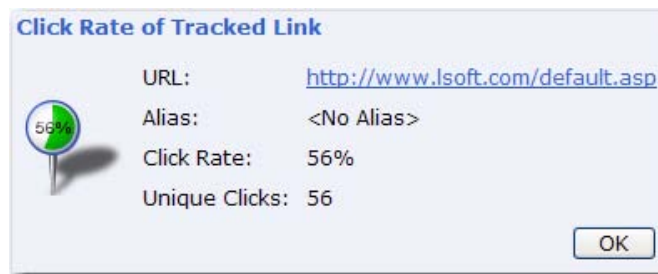 Click Rate of Tracked Link
URL: http://www.lsoft.com/default.asp
56%
Alias: <No Alias>
Click Rate: 56%
Unique Clicks: 56
OK